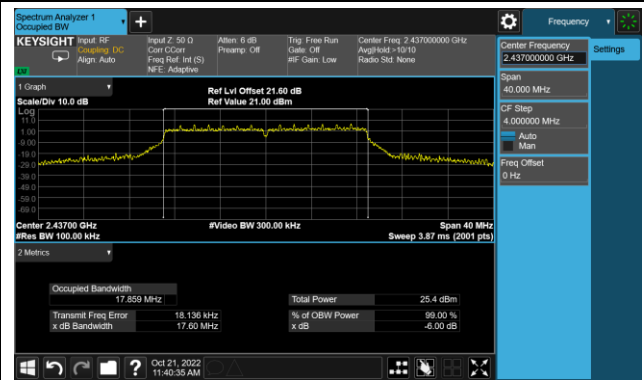 Spectrum Analyzer 1
Occupied BW
Frequency
KEYSIGHT
Input: RF
Coupling: DC
Align: Auto
Input Z: 50 Ω
Corr CCorr
Freq Ref: Int (S)
NFE: Adaptive
Atten: 6 dB
Preamp: Off
Trig: Free Run
Gate: Off
#IF Gain: Low
Center Freq: 2.437000000 GHz
Avg|Hold:>10/10
Radio Std: None
Center Frequency
2.437000000 GHz
Settings
Span
40.000 MHz
CF Step
4.000000 MHz
Auto
Man
Freq Offset
0 Hz
1 Graph
Scale/Div 10.0 dB
Ref Lvl Offset 21.60 dB
Ref Value 21.00 dBm
Log
11.0
1.00
-9.00
-19.0
-29.0
-39.0
-49.0
-59.0
-69.0
Center 2.43700 GHz
#Res BW 100.00 kHz
#Video BW 300.00 kHz
Span 40 MHz
Sweep 3.87 ms (2001 pts)
2 Metrics
Occupied Bandwidth
17.859 MHz
Total Power 25.4 dBm
Transmit Freq Error 18.136 kHz % of OBW Power 99.00 %
x dB Bandwidth 17.60 MHz x dB -6.00 dB
?
Oct 21, 2022
11:40:35 AM